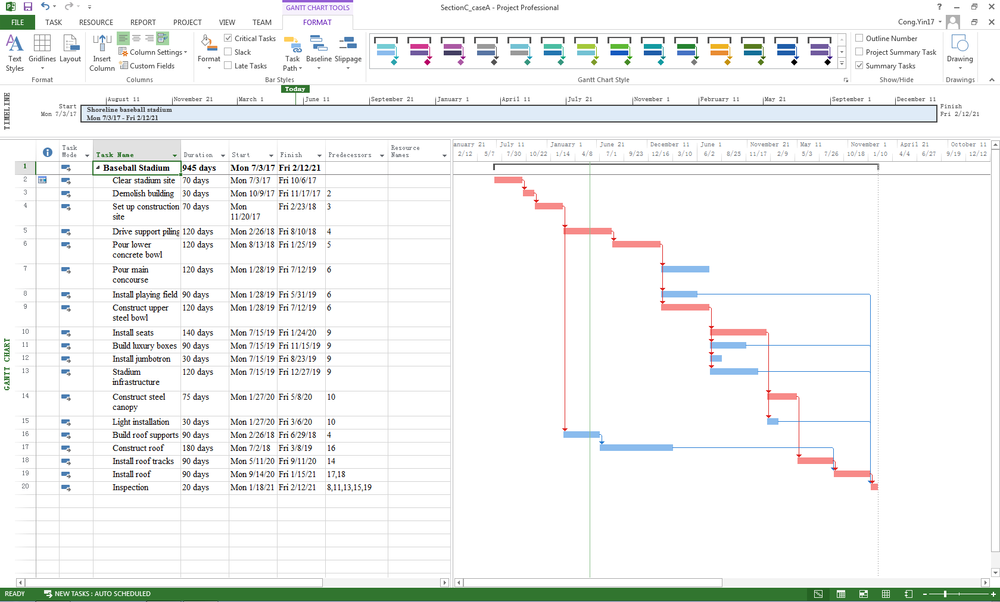 GANTT CHART TOOLS
SectionC_caseA - Project Professional
?
FILE TASK RESOURCE REPORT PROJECT VIEW TEAM FORMAT
Cong.Yin17
Text Styles
Gridlines
Layout
Format
Insert Column
Column Settings
Custom Fields
Columns
Format
Critical Tasks
Slack
Late Tasks
Task Path
Baseline
Slippage
Bar Styles
Gantt Chart Style
Outline Number
Project Summary Task
Summary Tasks
Show/Hide
Drawing
Drawings
TIMELINE
Today
August 11 November 21 March 1 June 11 September 21 January 1 April 11 July 21 November 1 February 11 May 21 September 1 December 11
Start
Mon 7/3/17
Shoreline baseball stadium
Mon 7/3/17 - Fri 2/12/21
Finish
Fri 2/12/21
GANTT CHART
Task Mode Task Name Duration Start Finish Predecessors Resource Names
anuary 21 July 11 January 1 June 21 December 11 June 1 November 21 May 11 November 1 April 21 October 11
2/12 5/7 7/30 10/22 1/14 4/8 7/1 9/23 12/16 3/10 6/2 8/25 11/17 2/9 5/3 7/26 10/18 1/10 4/4 6/27 9/19 12/12
1 Baseball Stadium 945 days Mon 7/3/17 Fri 2/12/21
2 Clear stadium site 70 days Mon 7/3/17 Fri 10/6/17
3 Demolish building 30 days Mon 10/9/17 Fri 11/17/17 2
4 Set up construction site 70 days Mon 11/20/17 Fri 2/23/18 3
5 Drive support piling 120 days Mon 2/26/18 Fri 8/10/18 4
6 Pour lower concrete bowl 120 days Mon 8/13/18 Fri 1/25/19 5
7 Pour main concourse 120 days Mon 1/28/19 Fri 7/12/19 6
8 Install playing field 90 days Mon 1/28/19 Fri 5/31/19 6
9 Construct upper steel bowl 120 days Mon 1/28/19 Fri 7/12/19 6
10 Install seats 140 days Mon 7/15/19 Fri 1/24/20 9
11 Build luxury boxes 90 days Mon 7/15/19 Fri 11/15/19 9
12 Install jumbotron 30 days Mon 7/15/19 Fri 8/23/19 9
13 Stadium infrastructure 120 days Mon 7/15/19 Fri 12/27/19 9
14 Construct steel canopy 75 days Mon 1/27/20 Fri 5/8/20 10
15 Light installation 30 days Mon 1/27/20 Fri 3/6/20 10
16 Build roof supports 90 days Mon 2/26/18 Fri 6/29/18 4
17 Construct roof 180 days Mon 7/2/18 Fri 3/8/19 16
18 Install roof tracks 90 days Mon 5/11/20 Fri 9/11/20 14
19 Install roof 90 days Mon 9/14/20 Fri 1/15/21 17,18
20 Inspection 20 days Mon 1/18/21 Fri 2/12/21 8,11,13,15,19
READY NEW TASKS : AUTO SCHEDULED